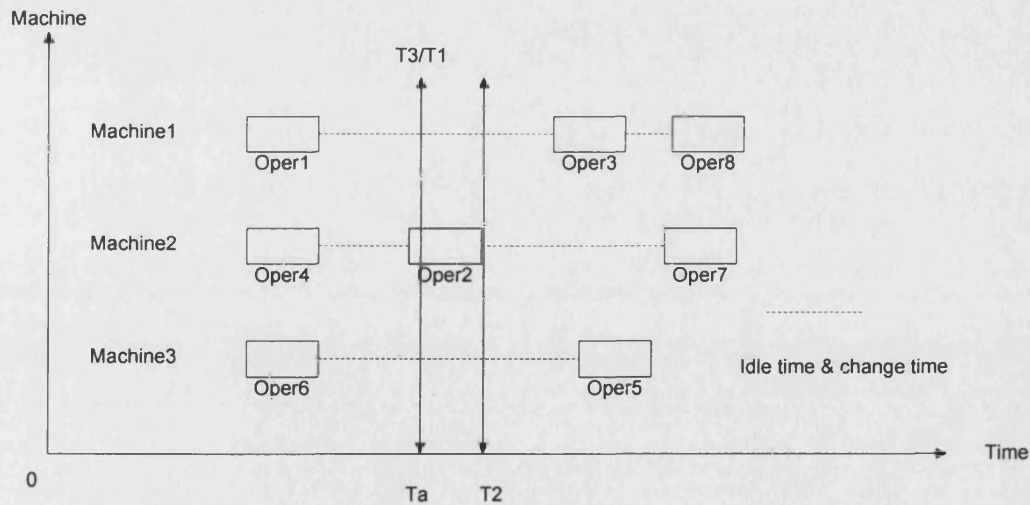 Machine
T3/T1
Machine1
Oper1
Oper3
Oper8
Machine2
Oper4
Oper2
Oper7
Machine3
Oper6
Oper5
Idle time & change time
Time
0
Ta
T2